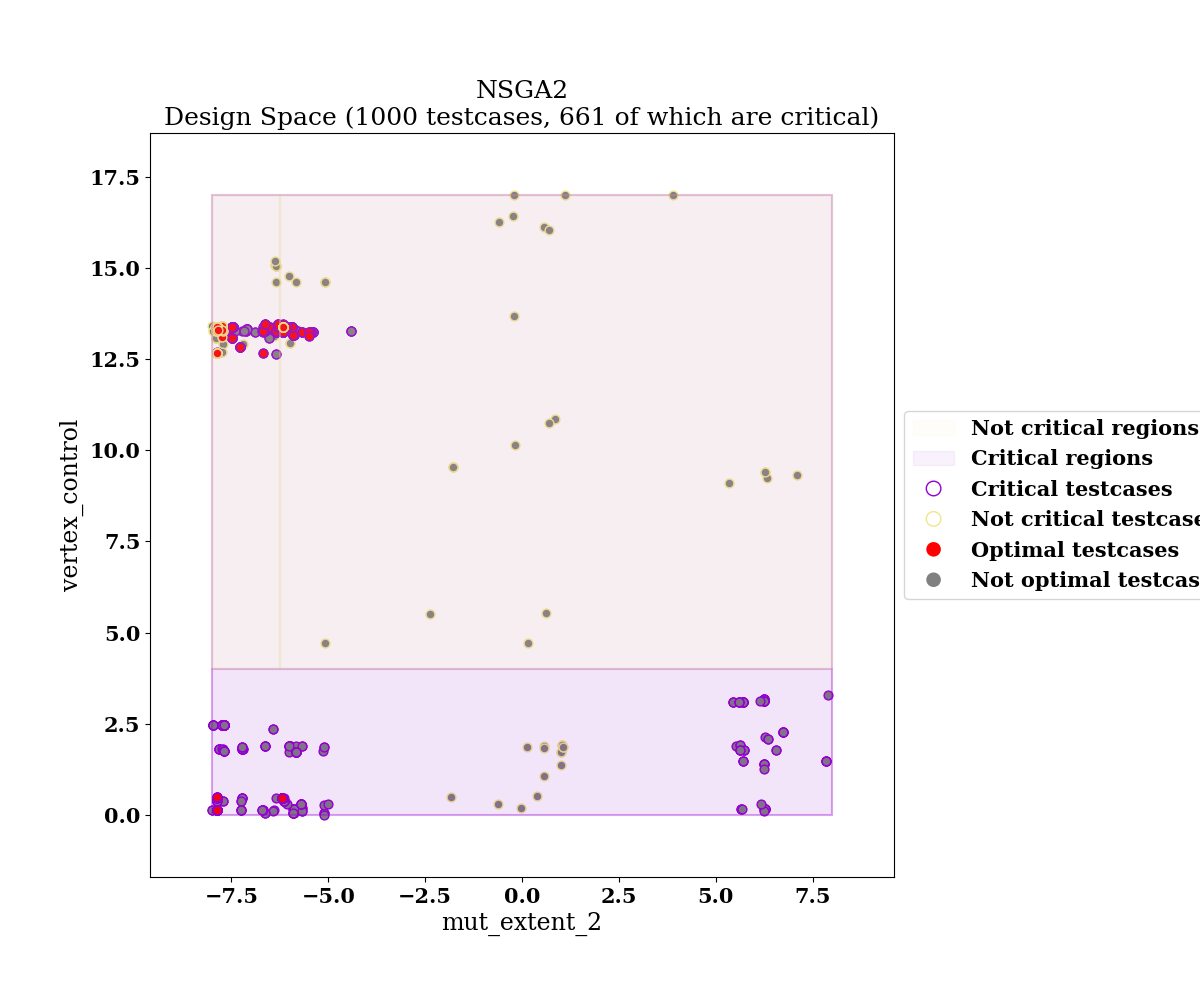 NSGA2
Design Space (1000 testcases, 661 of which are critical)
17.5
15.0
12.5
10.0
7.5
5.0
2.5
0.0
vertex_control
−7.5
−5.0
−2.5
0.0
2.5
5.0
7.5
mut_extent_2
Not critical regions
Critical regions
Critical testcases
Not critical testcase
Optimal testcases
Not optimal testcas